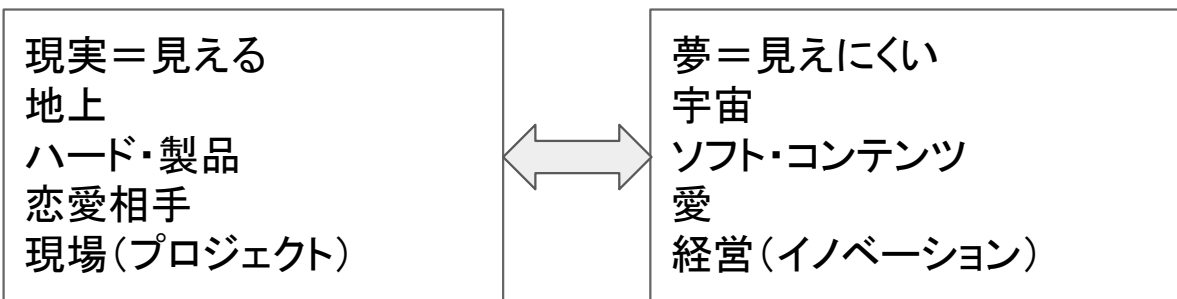 現実＝見える
地上
ハード・製品
恋愛相手
現場（プロジェクト）
夢＝見えにくい
宇宙
ソフト・コンテンツ
愛
経営（イノベーション）